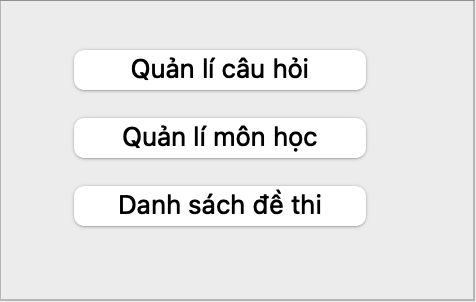 Quản lí câu hỏi
Quản lí môn học
Danh sách đề thi